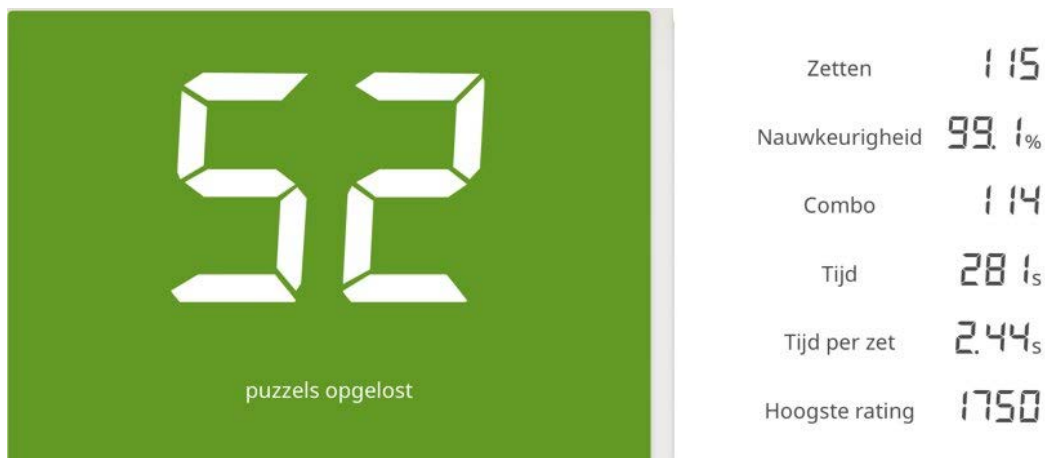 52
puzzels opgelost
Zetten 115
Nauwkeurigheid 99.1%
Combo 114
Tijd 281s
Tijd per zet 2.44s
Hoogste rating 1750